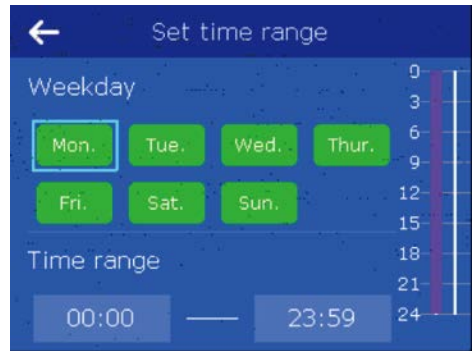 Set time range
Weekday
Mon. Tue. Wed. Thur.
Fri. Sat. Sun.
Time range
00:00 — 23:59
0
3
6
9
12
15
18
21
24